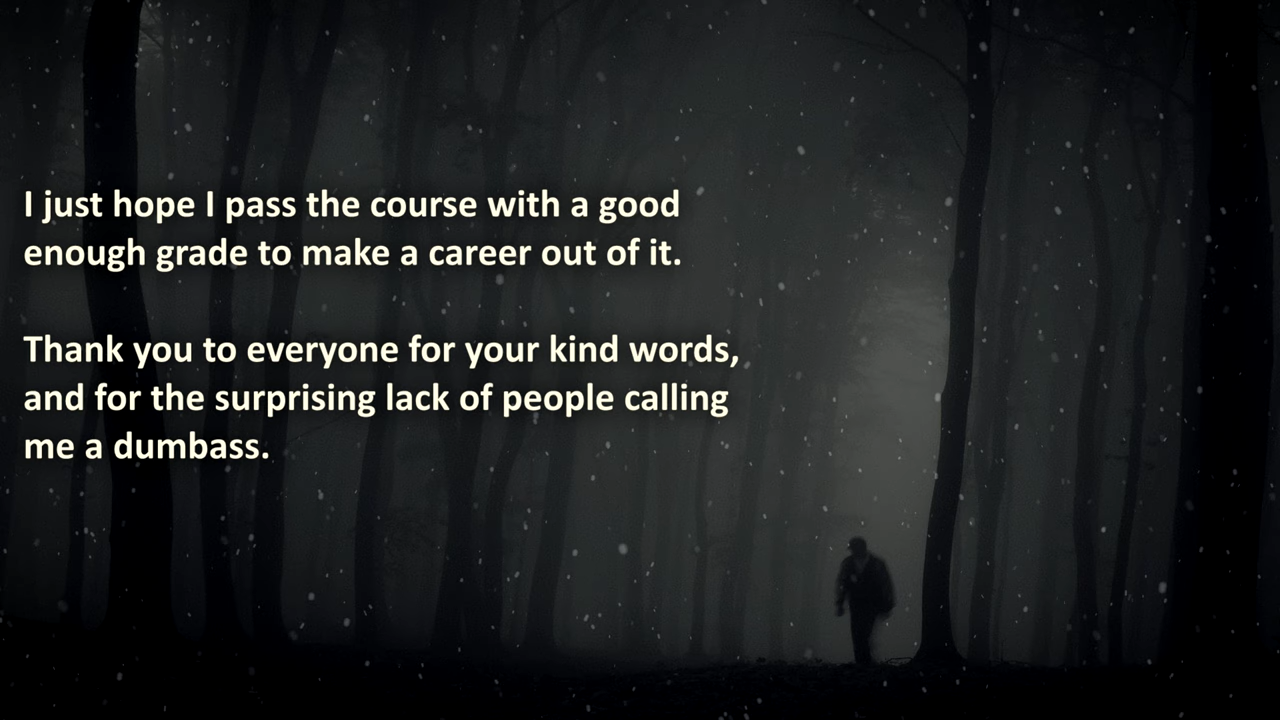 I just hope I pass the course with a good
enough grade to make a career out of it.
Thank you to everyone for your kind words,
and for the surprising lack of people calling
me a dumbass.